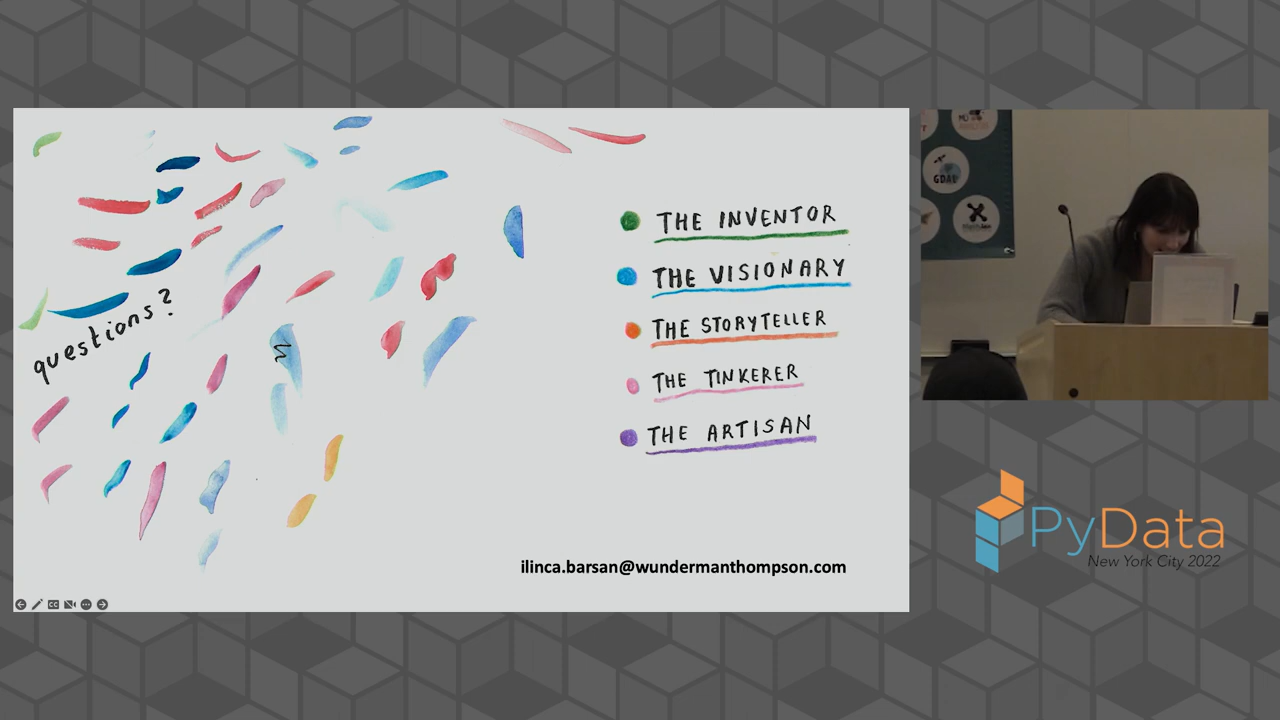 questions?
THE INVENTOR
THE VISIONARY
THE STORYTELLER
THE TINKERER
THE ARTISAN
ilinca.barsan@wundermanthompson.com
GDAL
PyData
New York City 2022